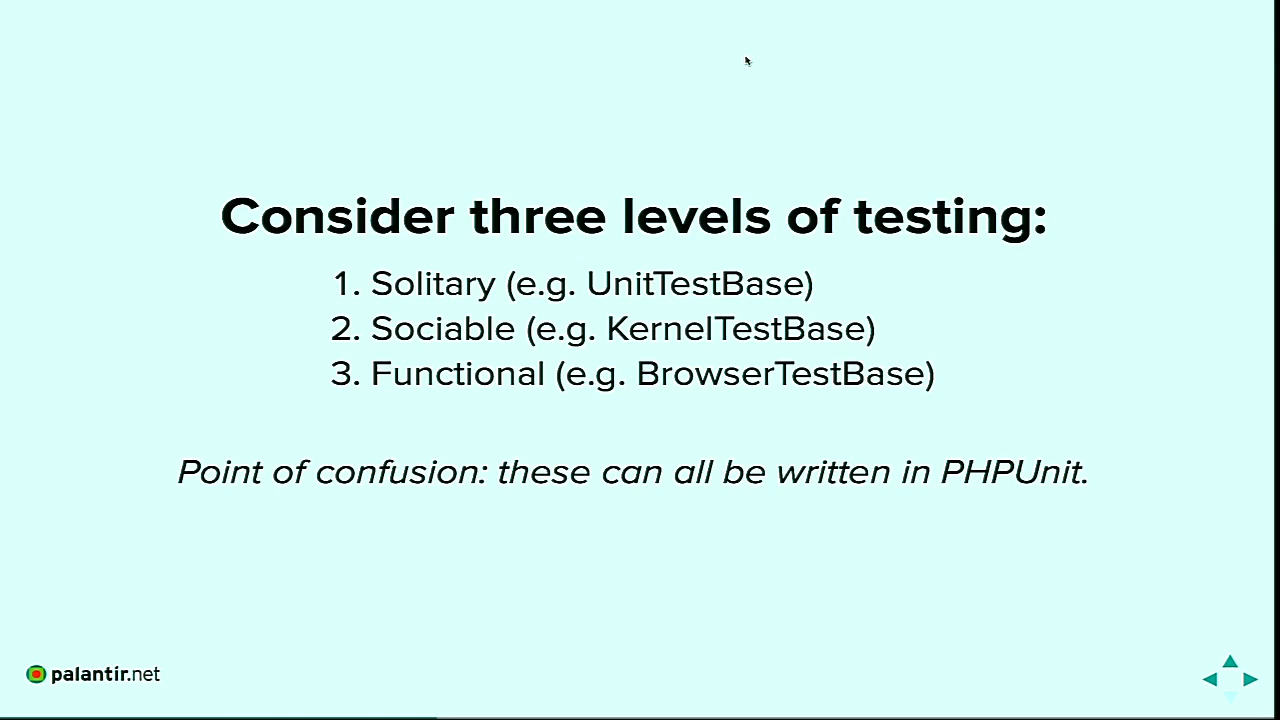 Consider three levels of testing:
1. Solitary (e.g. UnitTestBase)
2. Sociable (e.g. KernelTestBase)
3. Functional (e.g. BrowserTestBase)
Point of confusion: these can all be written in PHPUnit.
palantir.net